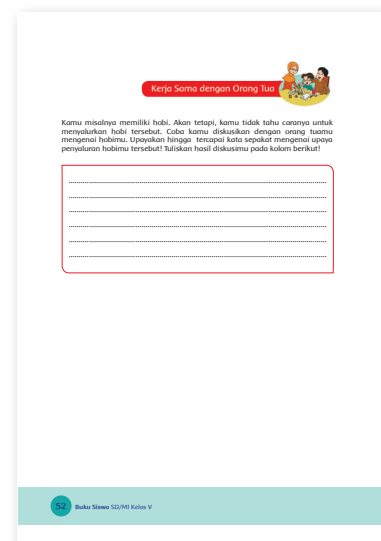 Kerja Sama dengan Orang Tua
Kamu misalnya memiliki hobi. Akan tetapi, kamu tidak tahu caranya untuk
menyalurkan hobi tersebut. Coba kamu diskusikan dengan orang tuamu
mengenai hobimu. Upayakan hingga tercapai kata sepakat mengenai upaya
penyaluran hobimu tersebut! Tuliskan hasil diskusimu pada kolom berikut!
52 Buku Siswa SD/MI Kelas V